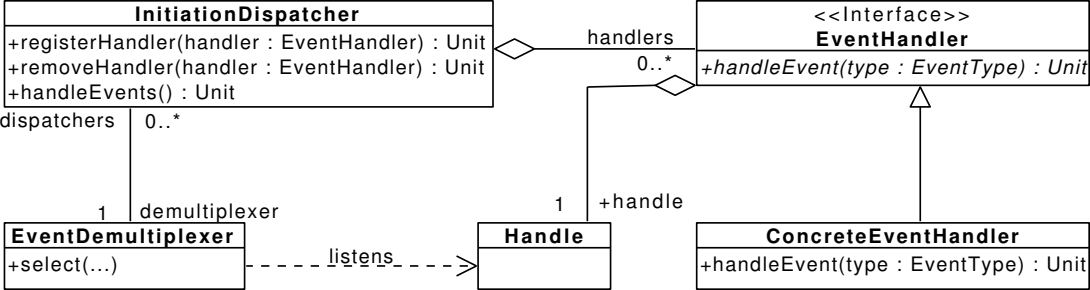 InitiationDispatcher
+registerHandler(handler : EventHandler) : Unit
+removeHandler(handler : EventHandler) : Unit
+handleEvents() : Unit
handlers
0..*
<<Interface>>
EventHandler
+handleEvent(type : EventType) : Unit
dispatchers
0..*
1
demultiplexer
1
+handle
EventDemultiplexer
+select(...)
listens
Handle
ConcreteEventHandler
+handleEvent(type : EventType) : Unit